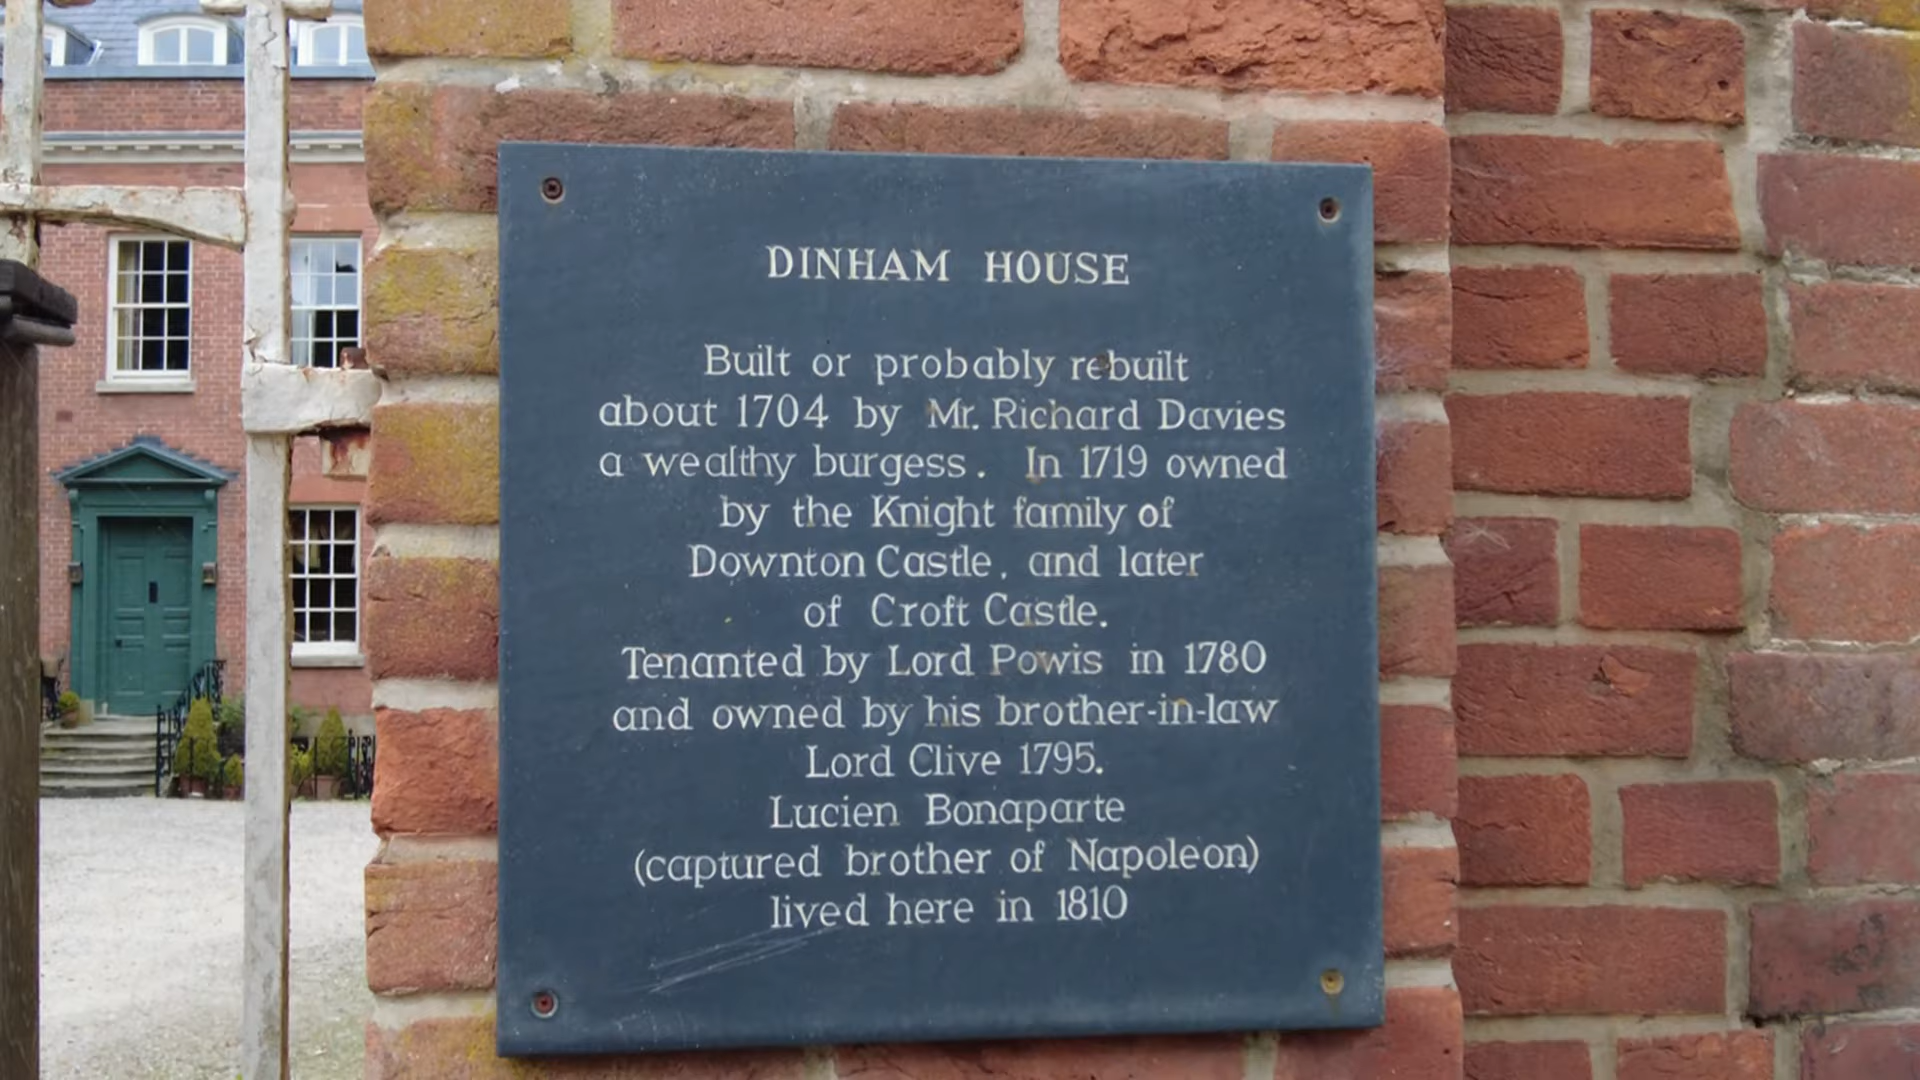 DINHAM HOUSE
Built or probably rebuilt
about 1704 by Mr. Richard Davies
a wealthy burgess. In 1719 owned
by the Knight family of
Downton Castle, and later
of Croft Castle.
Tenanted by Lord Powis in 1780
and owned by his brother-in-law
Lord Clive 1795.
Lucien Bonaparte
(captured brother of Napoleon)
lived here in 1810